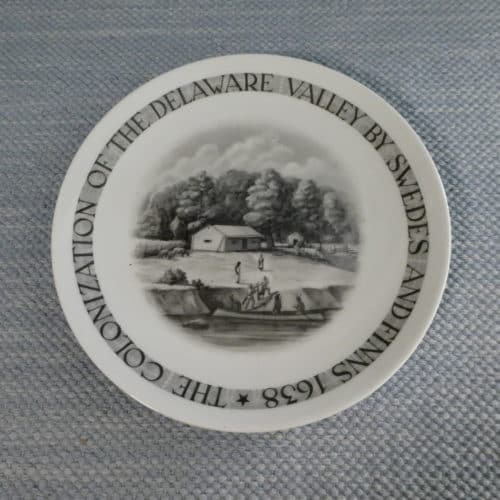 THE COLONIZATION OF THE DELAWARE VALLEY BY SWEDES AND FINNS 1638 ★